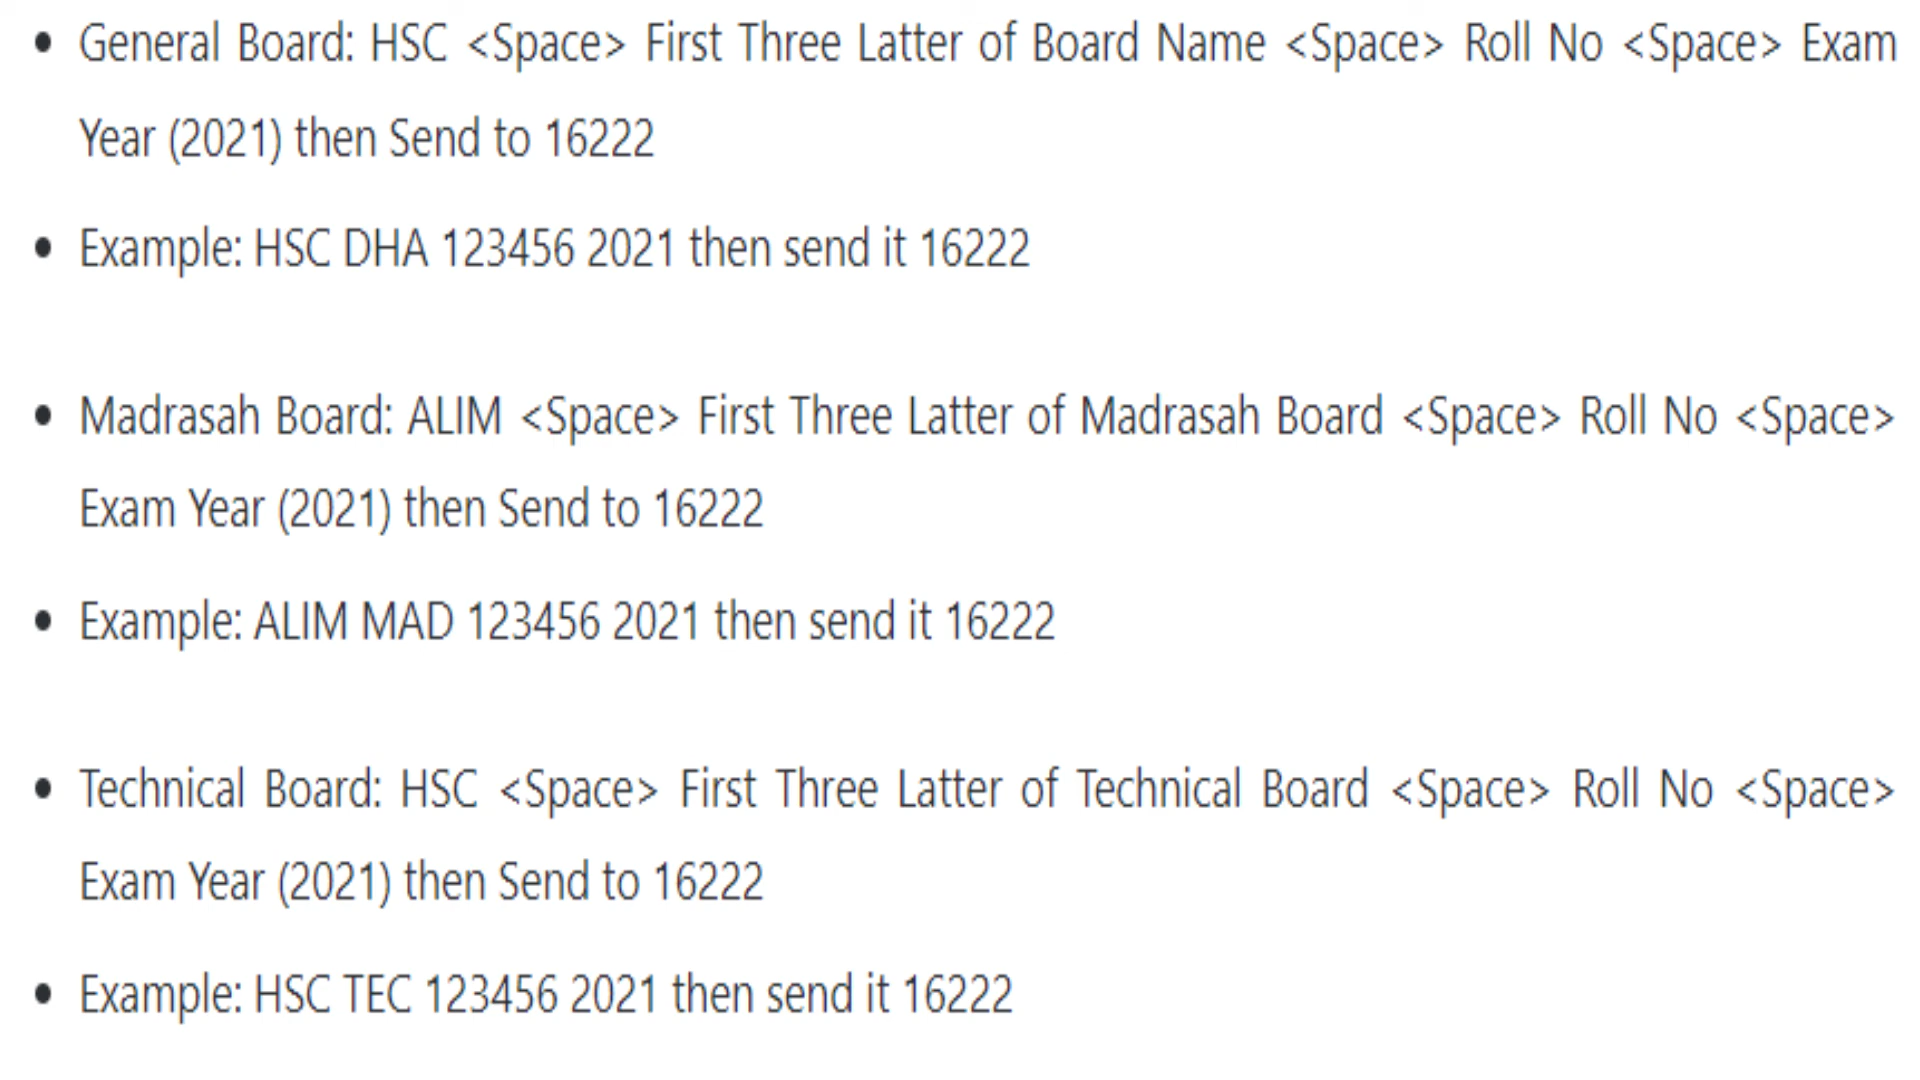 • General Board: HSC <Space> First Three Latter of Board Name <Space> Roll No <Space> Exam
Year (2021) then Send to 16222
• Example: HSC DHA 123456 2021 then send it 16222
• Madrasah Board: ALIM <Space> First Three Latter of Madrasah Board <Space> Roll No <Space>
Exam Year (2021) then Send to 16222
• Example: ALIM MAD 123456 2021 then send it 16222
• Technical Board: HSC <Space> First Three Latter of Technical Board <Space> Roll No <Space>
Exam Year (2021) then Send to 16222
• Example: HSC TEC 123456 2021 then send it 16222